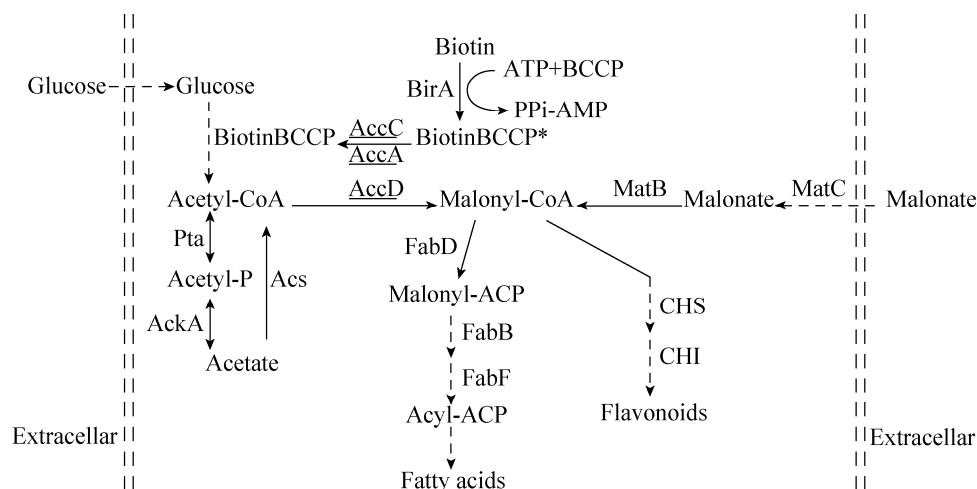 Biotin
Glucose
Glucose
BirA
ATP+BCCP
PPi-AMP
BiotinBCCP
AccC
AccA
BiotinBCCP*
Acetyl-CoA
AccD
Malonyl-CoA
MatB
Malonate
MatC
Malonate
Pta
FabD
Acetyl-P
Acs
Malonyl-ACP
CHS
AckA
FabB
Acetate
CHI
FabF
Acyl-ACP
Flavonoids
Extracellar
Extracellar
Fatty acids